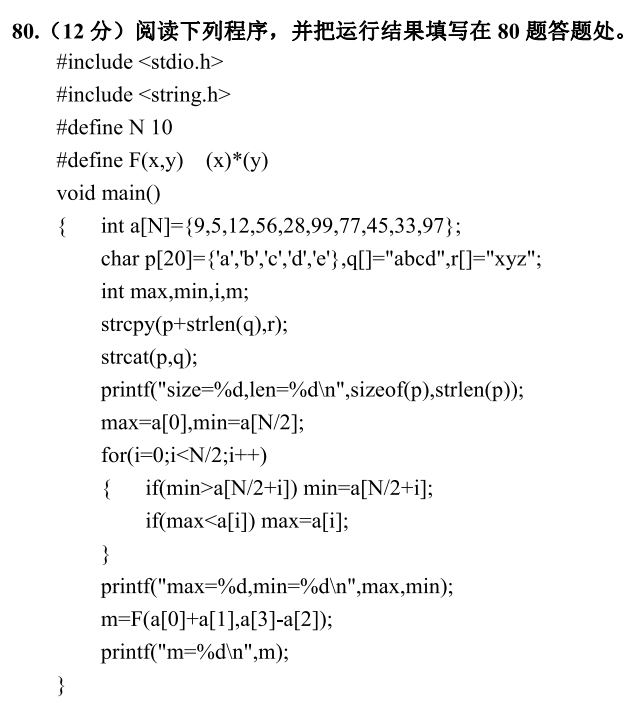 80.（12 分）阅读下列程序，并把运行结果填写在 80 题答题处。
#include <stdio.h>
#include <string.h>
#define N 10
#define F(x,y)    (x)*(y)
void main()
{    int a[N]={9,5,12,56,28,99,77,45,33,97};
char p[20]={'a','b','c','d','e'},q[]="abcd",r[]="xyz";
int max,min,i,m;
strcpy(p+strlen(q),r);
strcat(p,q);
printf("size=%d,len=%d\n",sizeof(p),strlen(p));
max=a[0],min=a[N/2];
for(i=0;i<N/2;i++)
{    if(min>a[N/2+i]) min=a[N/2+i];
if(max<a[i]) max=a[i];
}
printf("max=%d,min=%d\n",max,min);
m=F(a[0]+a[1],a[3]-a[2]);
printf("m=%d\n",m);
}